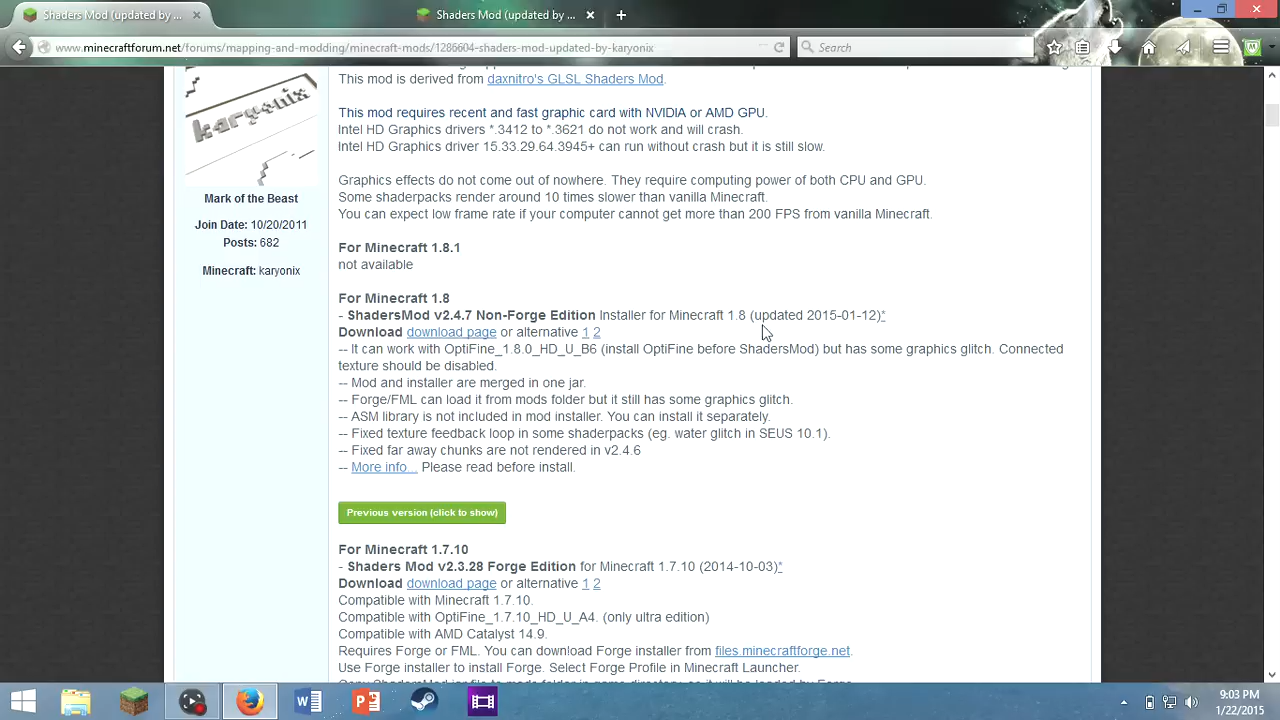 Shaders Mod (updated by ...
Shaders Mod (updated by ...
www.minecraftforum.net/forums/mapping-and-modding/minecraft-mods/1286604-shaders-mod-updated-by-karyonix
Search
This mod is derived from daxnitro's GLSL Shaders Mod.
karyonix
This mod requires recent and fast graphic card with NVIDIA or AMD GPU.
Intel HD Graphics drivers *.3412 to *.3621 do not work and will crash.
Intel HD Graphics driver 15.33.29.64.3945+ can run without crash but it is still slow.
Graphics effects do not come out of nowhere. They require computing power of both CPU and GPU.
Some shaderpacks render around 10 times slower than vanilla Minecraft.
You can expect low frame rate if your computer cannot get more than 200 FPS from vanilla Minecraft.
Mark of the Beast
Join Date: 10/20/2011
Posts: 682
Minecraft: karyonix
For Minecraft 1.8.1
not available
For Minecraft 1.8
- ShadersMod v2.4.7 Non-Forge Edition Installer for Minecraft 1.8 (updated 2015-01-12)*
Download download page or alternative 1 2
-- It can work with OptiFine_1.8.0_HD_U_B6 (install OptiFine before ShadersMod) but has some graphics glitch. Connected
texture should be disabled.
-- Mod and installer are merged in one jar.
-- Forge/FML can load it from mods folder but it still has some graphics glitch.
-- ASM library is not included in mod installer. You can install it separately.
-- Fixed texture feedback loop in some shaderpacks (eg. water glitch in SEUS 10.1).
-- Fixed far away chunks are not rendered in v2.4.6
-- More info... Please read before install.
Previous version (click to show)
For Minecraft 1.7.10
- Shaders Mod v2.3.28 Forge Edition for Minecraft 1.7.10 (2014-10-03)*
Download download page or alternative 1 2
Compatible with Minecraft 1.7.10.
Compatible with OptiFine_1.7.10_HD_U_A4. (only ultra edition)
Compatible with AMD Catalyst 14.9.
Requires Forge or FML. You can download Forge installer from files.minecraftforge.net.
Use Forge installer to install Forge. Select Forge Profile in Minecraft Launcher.
9:03 PM
1/22/2015